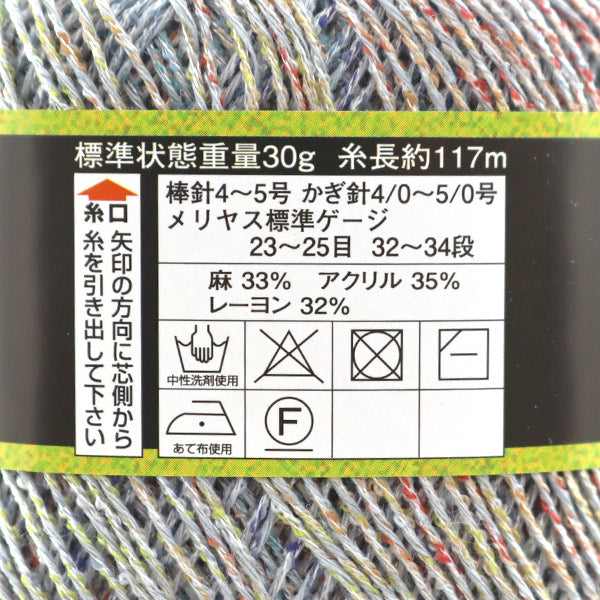 標準状態重量30g 糸長約117m
糸口
矢印の方向に芯側から
糸を引き出して下さい
棒針4～5号 かぎ針4/0～5/0号
メリヤス標準ゲージ
23～25目 32～34段
麻 33% アクリル 35%
レーヨン 32%
中性洗剤使用
あて布使用
F